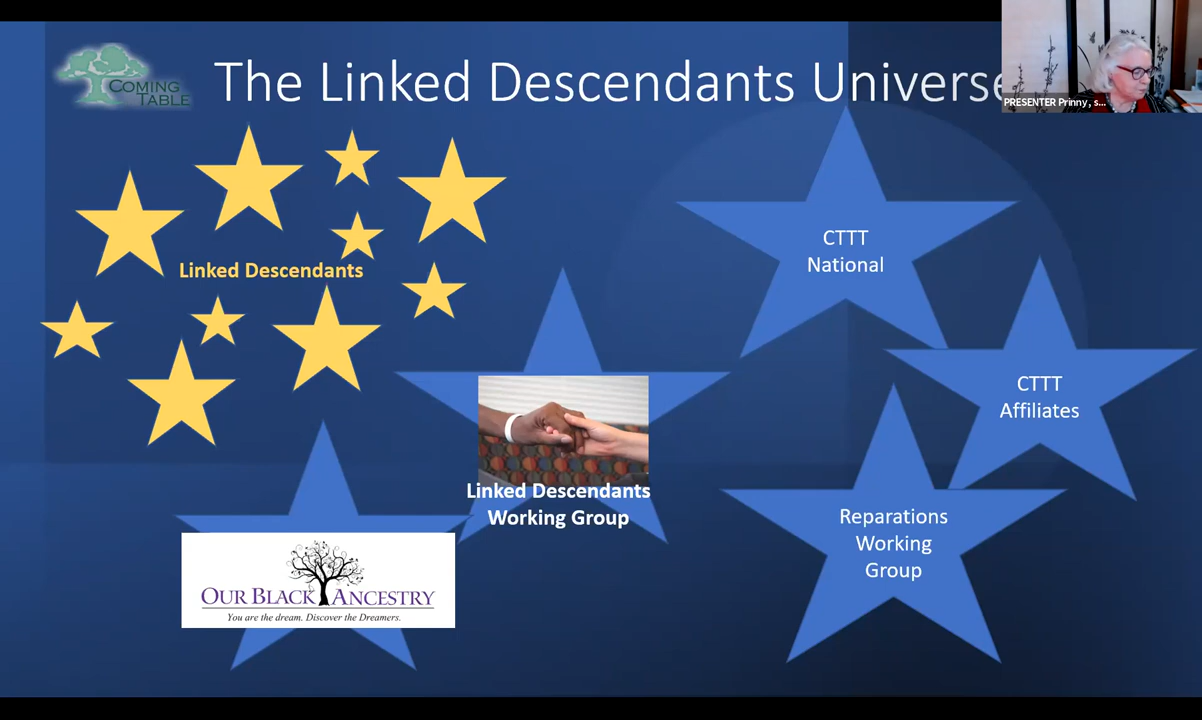 COMING
TABLE
The Linked Descendants Universe
PRESENTER Prinny, s...
Linked Descendants
CTTT
National
CTTT
Affiliates
Linked Descendants
Working Group
Reparations
Working
Group
OUR BLACK ANCESTRY
You are the dream. Discover the Dreamers.